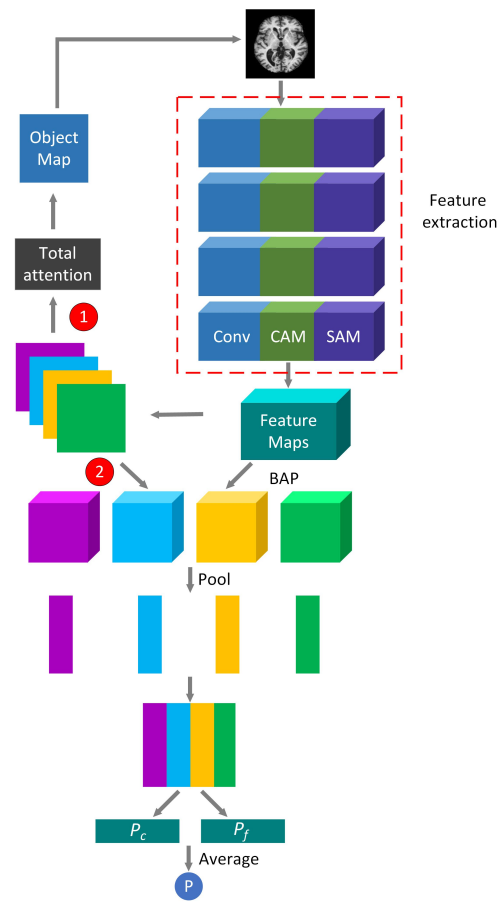 Object
Map
Feature
extraction
Total
attention
1
Conv CAM SAM
Feature
Maps
2
BAP
Pool
Pc
Pf
Average
P